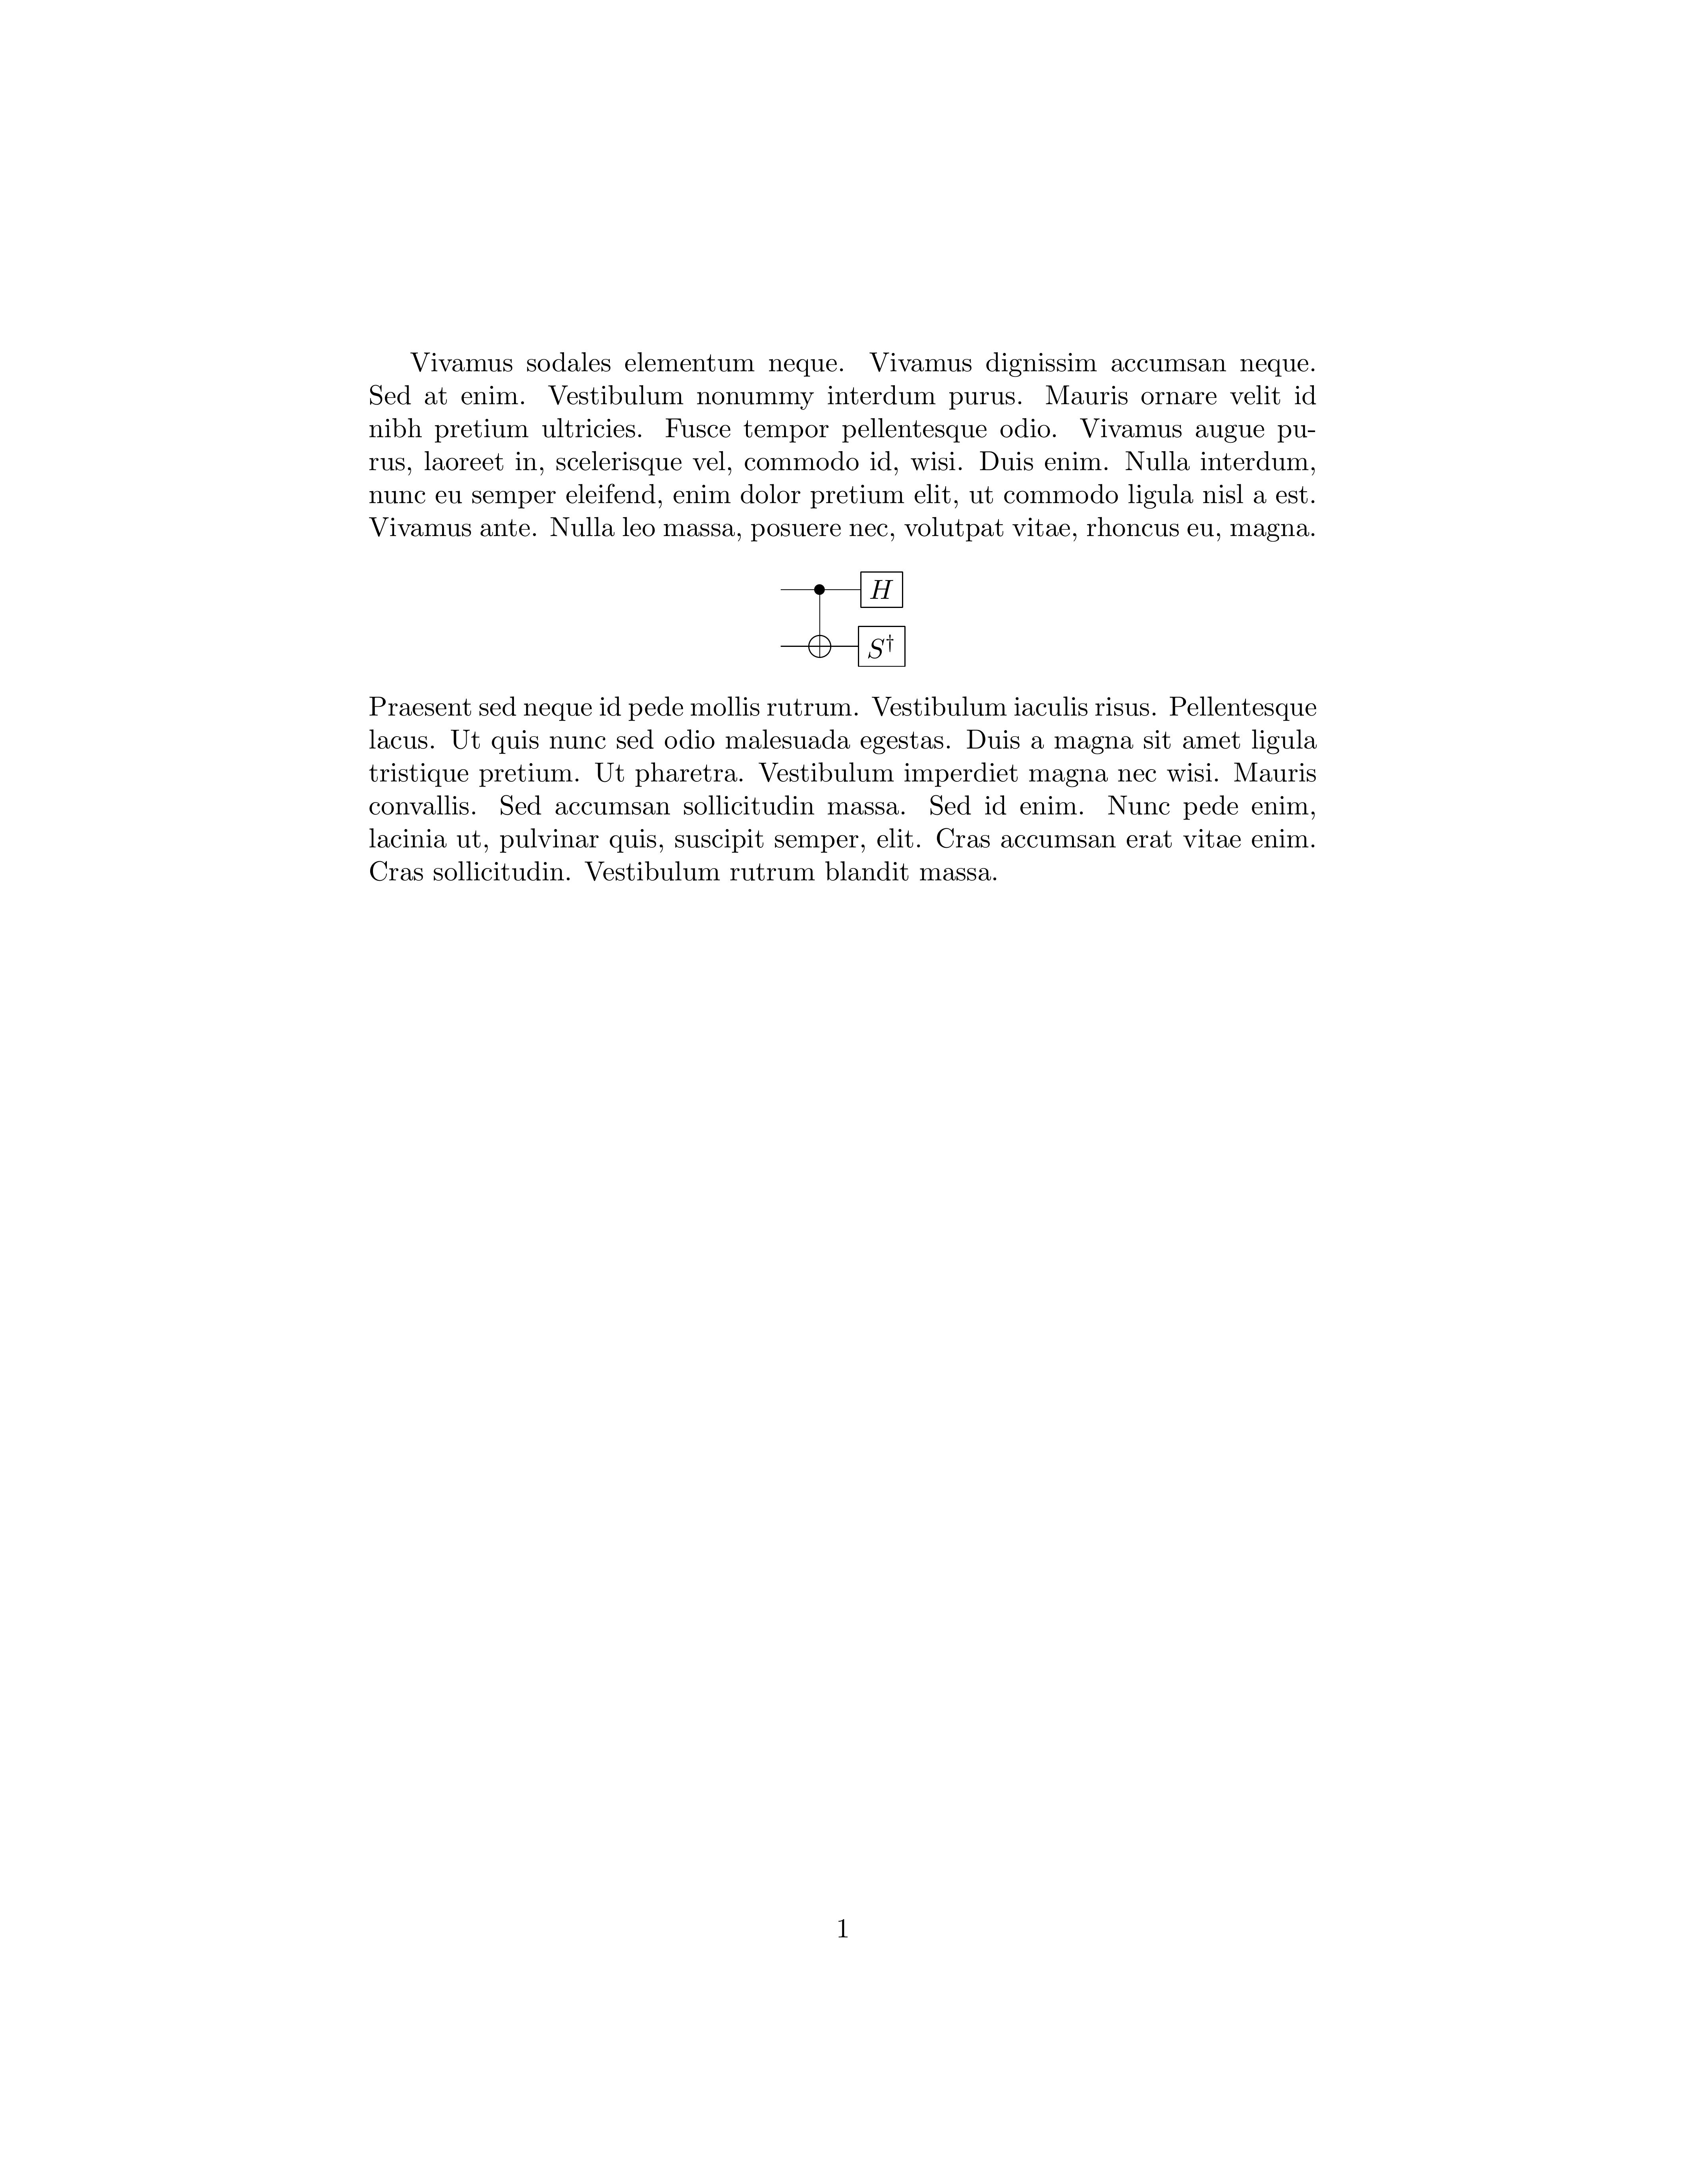 Vivamus sodales elementum neque. Vivamus dignissim accumsan neque.
Sed at enim. Vestibulum nonummy interdum purus. Mauris ornare velit id
nibh pretium ultricies. Fusce tempor pellentesque odio. Vivamus augue pu-
rus, laoreet in, scelerisque vel, commodo id, wisi. Duis enim. Nulla interdum,
nunc eu semper eleifend, enim dolor pretium elit, ut commodo ligula nisl a est.
Vivamus ante. Nulla leo massa, posuere nec, volutpat vitae, rhoncus eu, magna.
H
S†
Praesent sed neque id pede mollis rutrum. Vestibulum iaculis risus. Pellentesque
lacus. Ut quis nunc sed odio malesuada egestas. Duis a magna sit amet ligula
tristique pretium. Ut pharetra. Vestibulum imperdiet magna nec wisi. Mauris
convallis. Sed accumsan sollicitudin massa. Sed id enim. Nunc pede enim,
lacinia ut, pulvinar quis, suscipit semper, elit. Cras accumsan erat vitae enim.
Cras sollicitudin. Vestibulum rutrum blandit massa.
1